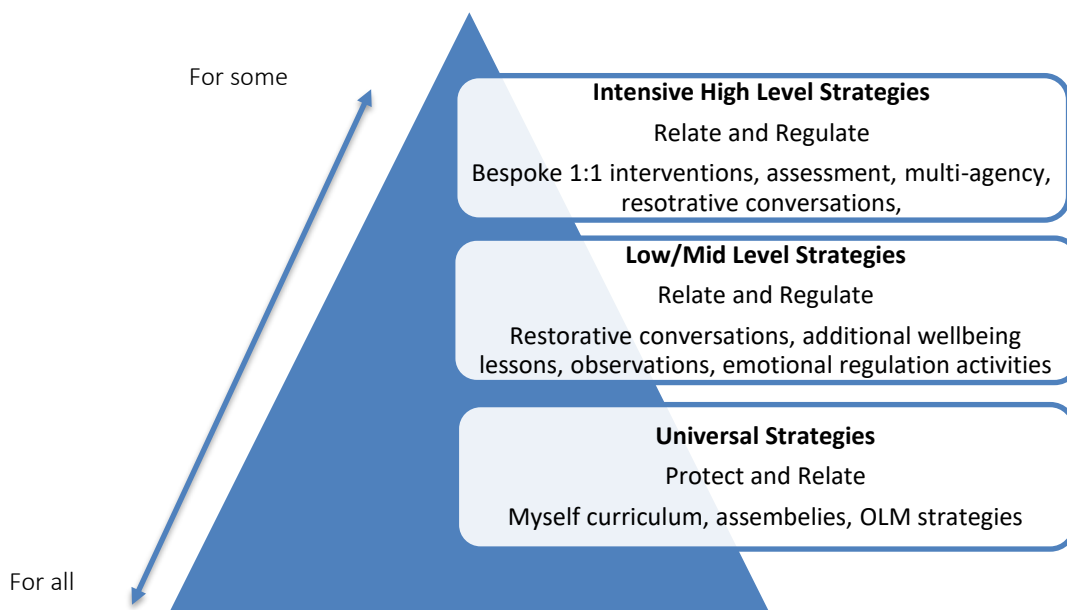 For some
Intensive High Level Strategies
Relate and Regulate
Bespoke 1:1 interventions, assessment, multi-agency,
resotrative conversations,
Low/Mid Level Strategies
Relate and Regulate
Restorative conversations, additional wellbeing
lessons, observations, emotional regulation activities
Universal Strategies
Protect and Relate
Myself curriculum, assembelies, OLM strategies
For all